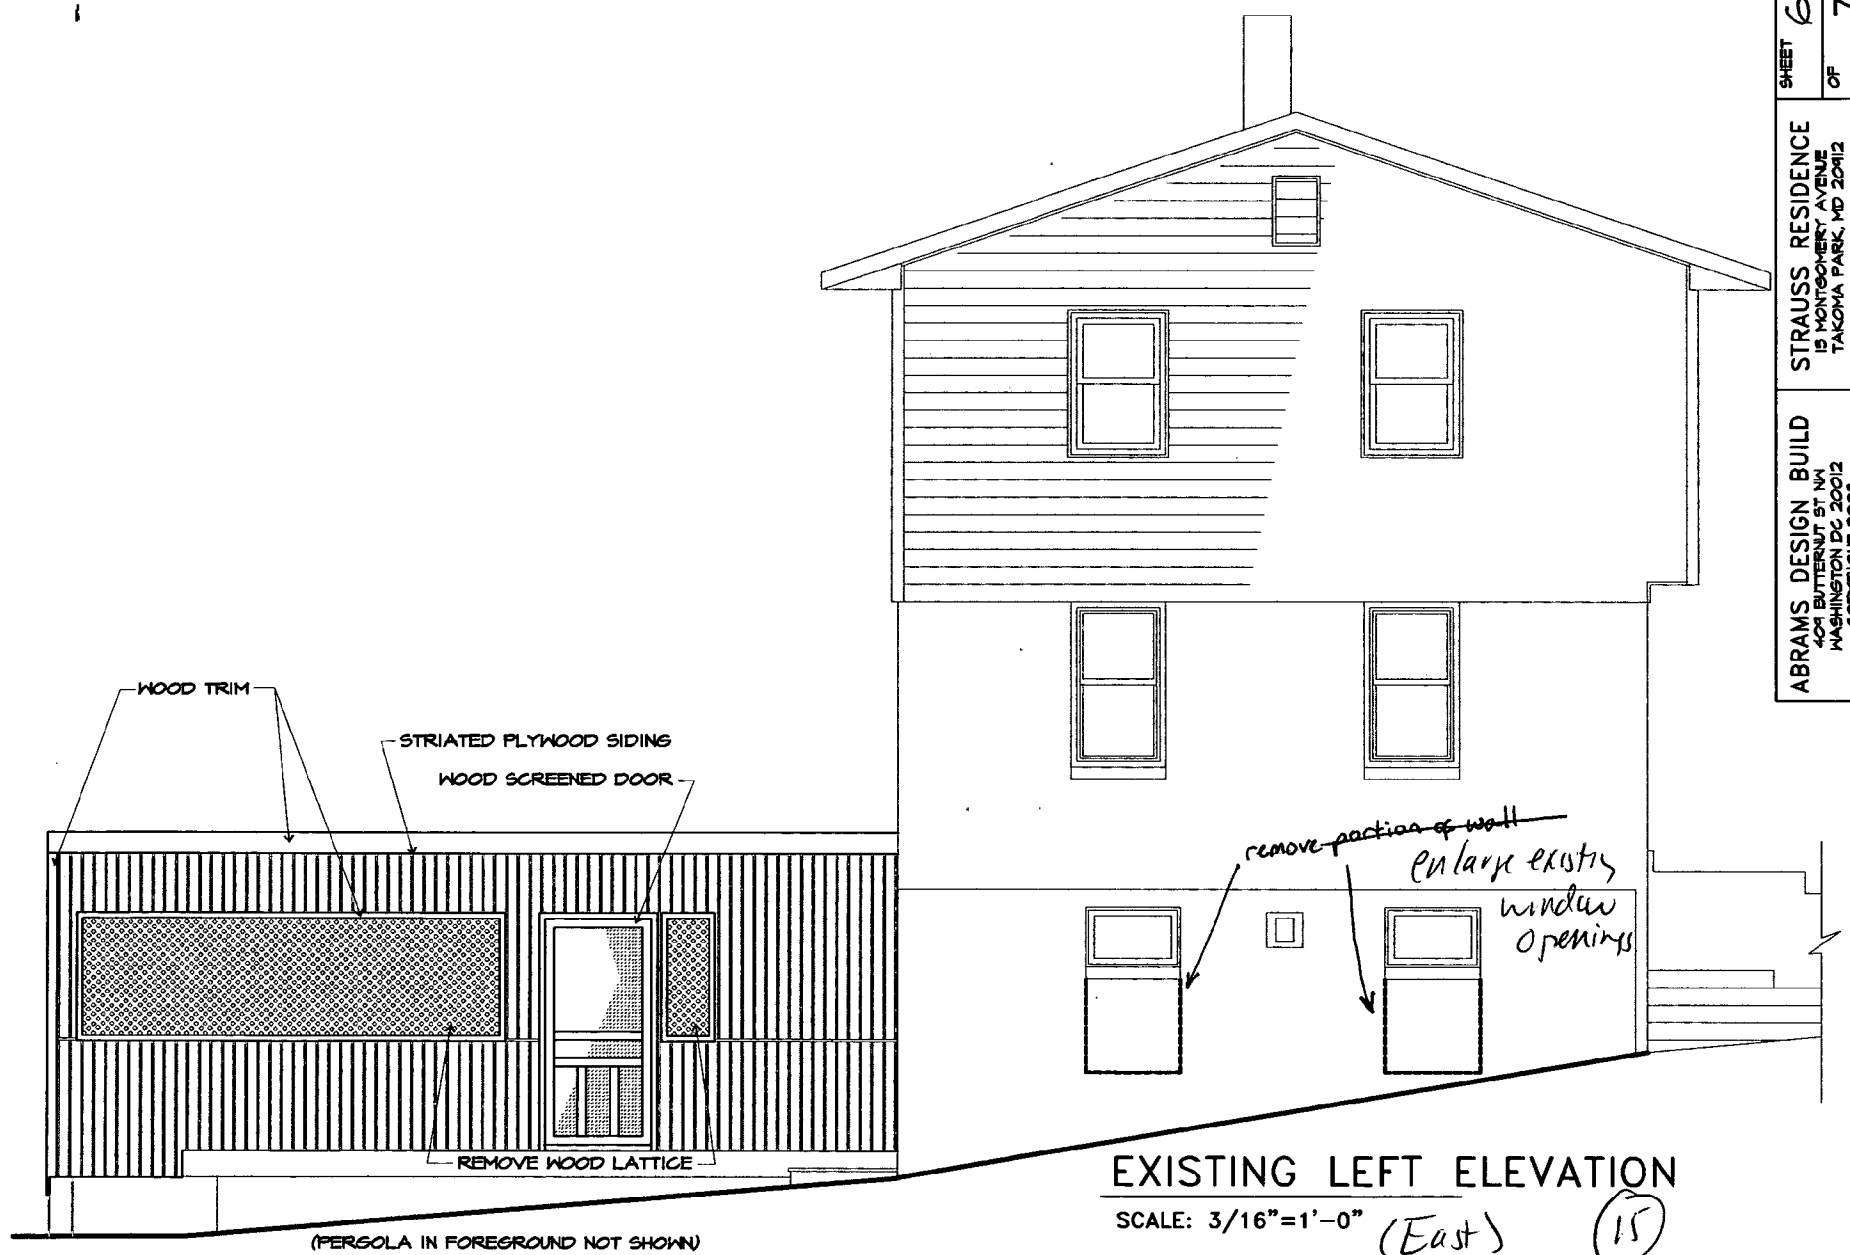 SHEET 6
OF 7
STRAUSS RESIDENCE
15 MONTGOMERY AVENUE
TAKOMA PARK, MD 20912
ABRAMS DESIGN BUILD
409 BUTTERNUT ST NW
WASHINGTON DC 20012
WOOD TRIM
STRIATED PLYWOOD SIDING
WOOD SCREENED DOOR
remove portion of wall
enlarge existing
window
openings
REMOVE WOOD LATTICE
EXISTING LEFT ELEVATION
SCALE: 3/16"=1'-0" (East) 15
(PERGOLA IN FOREGROUND NOT SHOWN)